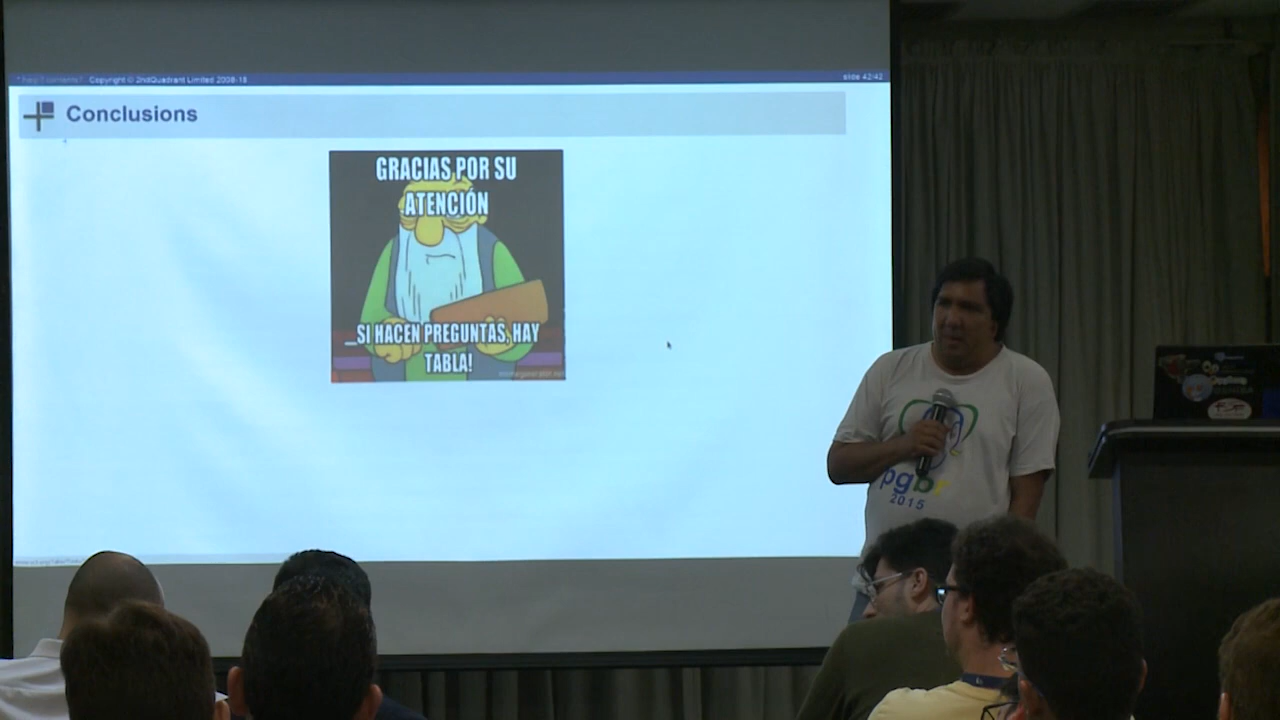 Copyright © 2ndQuadrant Limited 2008-15
slide 42/42
Conclusions
GRACIAS POR SU
ATENCIÓN
...SI HACEN PREGUNTAS, HAY
TABLA!
pgbr
2015